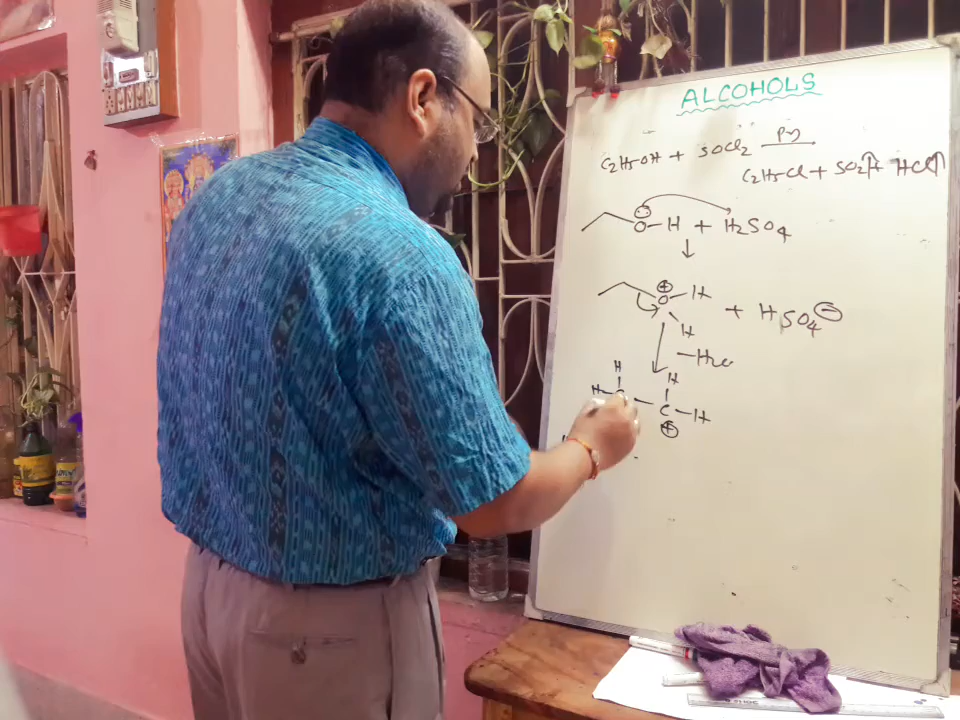 ALCOHOLS
C2H5OH + SOCl2 Py →
C2H5Cl + SO2↑ + HCl↑
O–H + H2SO4
↓
⊕
O–H
H
+ HSO4⊖
–H2O
H
H
H– – C –H
⊕